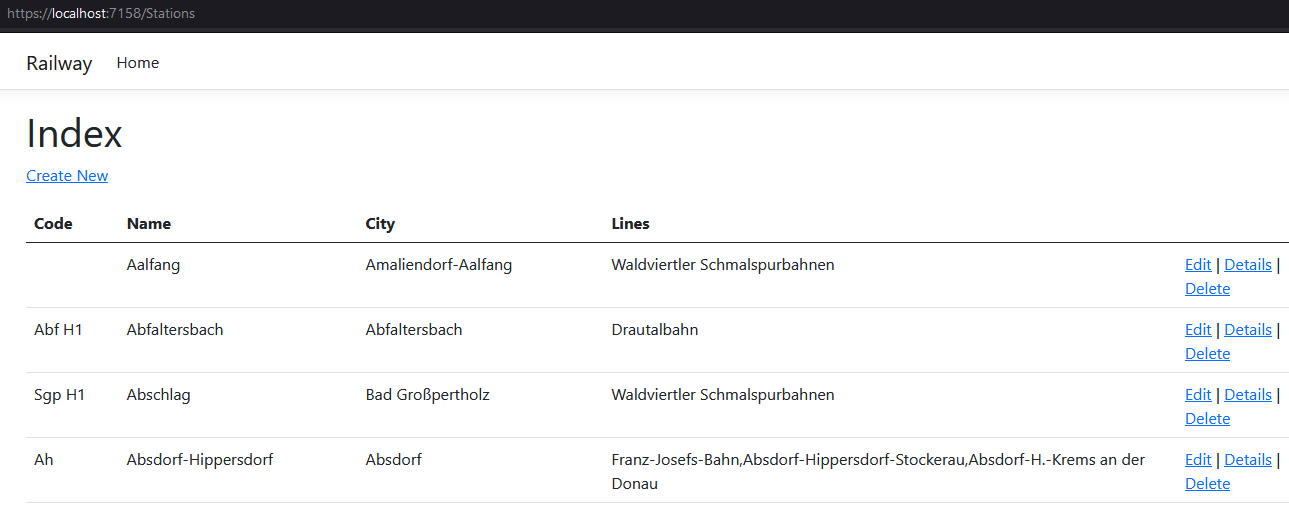 https://localhost:7158/Stations
Railway Home
Index
Create New
Code Name City Lines
Aalfang Amaliendorf-Aalfang Waldviertler Schmalspurbahnen Edit | Details |
Delete
Abf H1 Abfaltersbach Abfaltersbach Drautalbahn Edit | Details |
Delete
Sgp H1 Abschlag Bad Großpertholz Waldviertler Schmalspurbahnen Edit | Details |
Delete
Ah Absdorf-Hippersdorf Absdorf Franz-Josefs-Bahn,Absdorf-Hippersdorf-Stockerau,Absdorf-H.-Krems an der Edit | Details |
Donau Delete